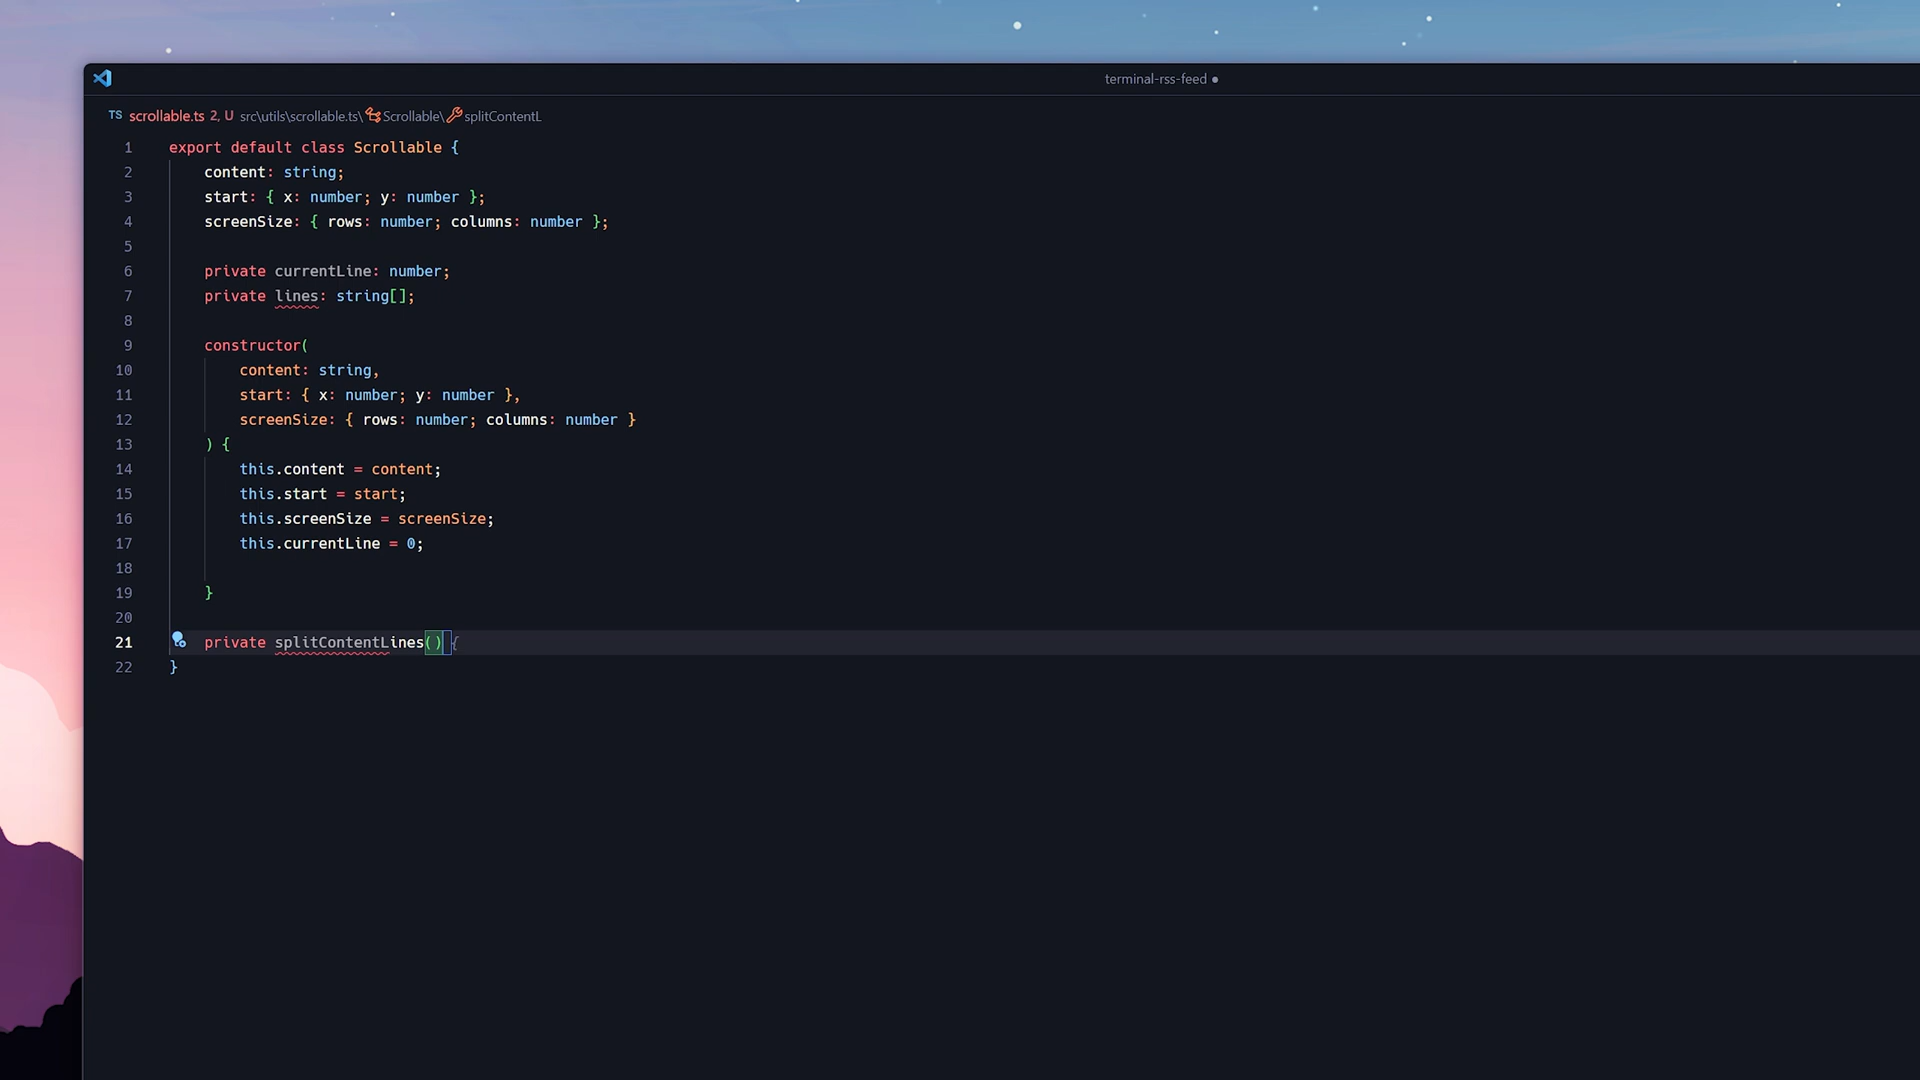 terminal-rss-feed ●
TS scrollable.ts 2, U src\utils\scrollable.ts\ Scrollable\ splitContentL
1 export default class Scrollable {
2 content: string;
3 start: { x: number; y: number };
4 screenSize: { rows: number; columns: number };
5
6 private currentLine: number;
7 private lines: string[];
8
9 constructor(
10 content: string,
11 start: { x: number; y: number },
12 screenSize: { rows: number; columns: number }
13 ) {
14 this.content = content;
15 this.start = start;
16 this.screenSize = screenSize;
17 this.currentLine = 0;
18
19 }
20
21 private splitContentLines() {
22 }